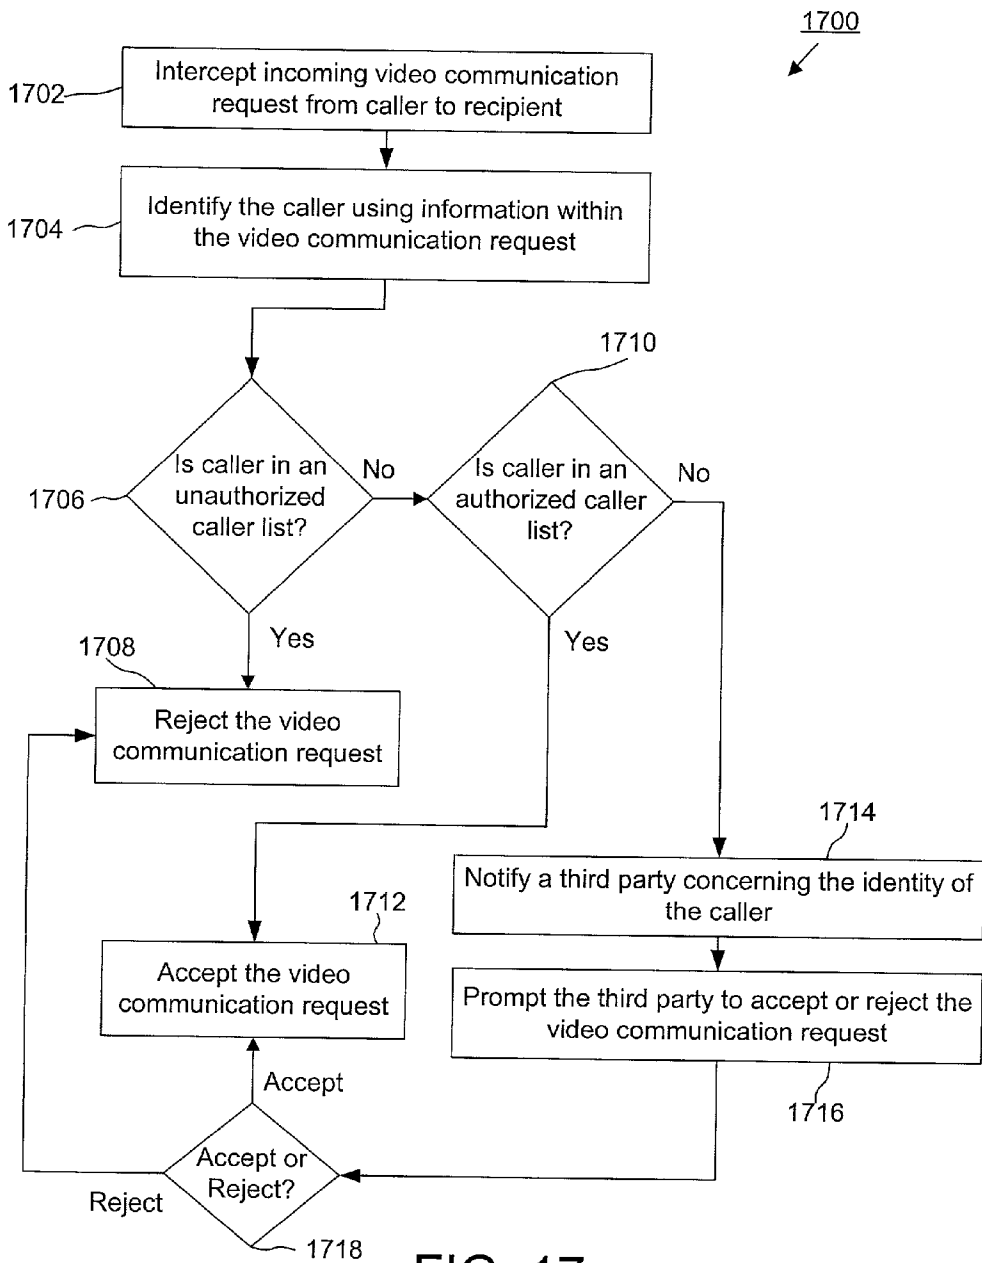 1700
Intercept incoming video communication
request from caller to recipient
1702
Identify the caller using information within
the video communication request
1704
1710
Is caller in an
unauthorized
caller list?
No
Is caller in an
authorized caller
list?
No
1706
Yes
Yes
1708
Reject the video
communication request
1714
Notify a third party concerning the identity of
the caller
1712
Accept the video
communication request
Prompt the third party to accept or reject the
video communication request
Accept
1716
Accept or
Reject?
Reject
1718
FIG. 17